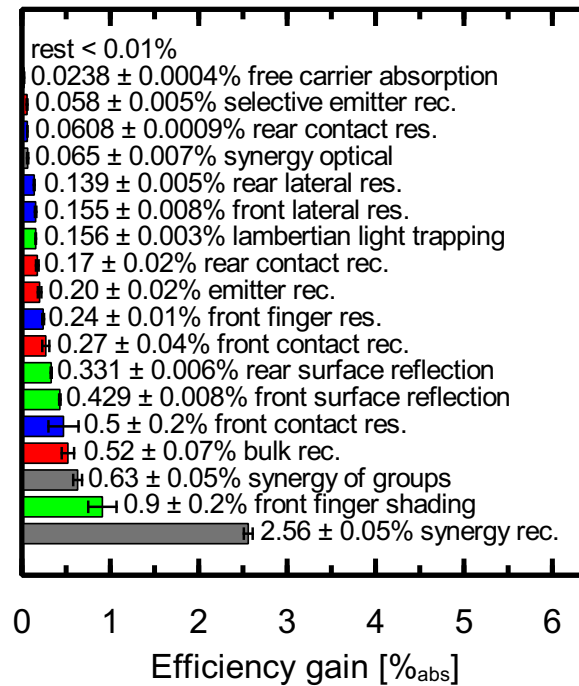 rest < 0.01%
0.0238 ± 0.0004% free carrier absorption
0.058 ± 0.005% selective emitter rec.
0.0608 ± 0.0009% rear contact res.
0.065 ± 0.007% synergy optical
0.139 ± 0.005% rear lateral res.
0.155 ± 0.008% front lateral res.
0.156 ± 0.003% lambertian light trapping
0.17 ± 0.02% rear contact rec.
0.20 ± 0.02% emitter rec.
0.24 ± 0.01% front finger res.
0.27 ± 0.04% front contact rec.
0.331 ± 0.006% rear surface reflection
0.429 ± 0.008% front surface reflection
0.5 ± 0.2% front contact res.
0.52 ± 0.07% bulk rec.
0.63 ± 0.05% synergy of groups
0.9 ± 0.2% front finger shading
2.56 ± 0.05% synergy rec.
0 1 2 3 4 5 6
Efficiency gain [%abs]